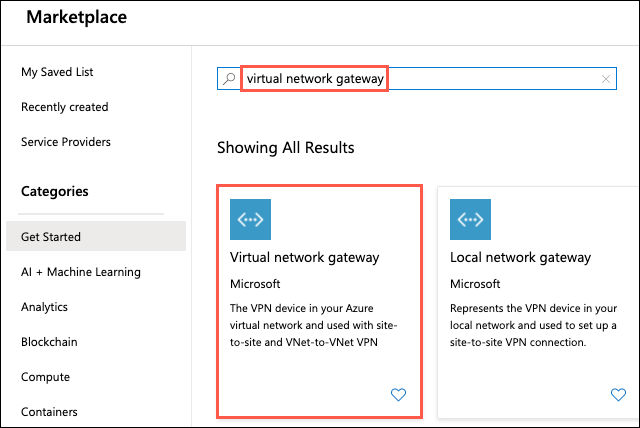 Marketplace
My Saved List
Recently created
Service Providers
Categories
Get Started
AI + Machine Learning
Analytics
Blockchain
Compute
Containers
virtual network gateway
Showing All Results
Virtual network gateway
Microsoft
The VPN device in your Azure
virtual network and used with site-
to-site and VNet-to-VNet VPN
Local network gateway
Microsoft
Represents the VPN device in your
local network and used to set up a
site-to-site VPN connection.